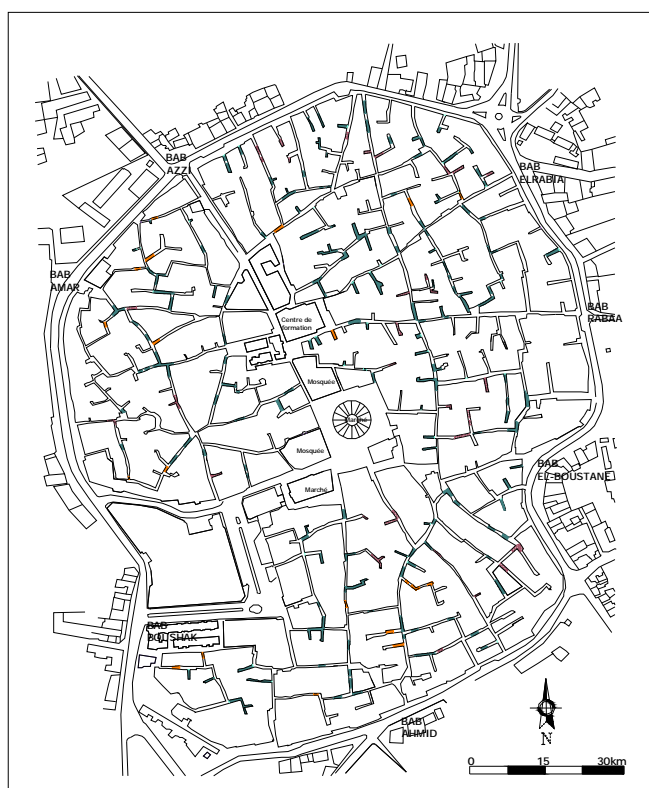 BAB
AZZI
BAB
ELRABIA
BAB
AMAR
BAB
RABAA
Centre de
formation
Mosquée
Mosquée
BAB
EL-BOUSTANE
Marché
BAB
BOUSHAK
BAB
AHMID
N
0 15 30km